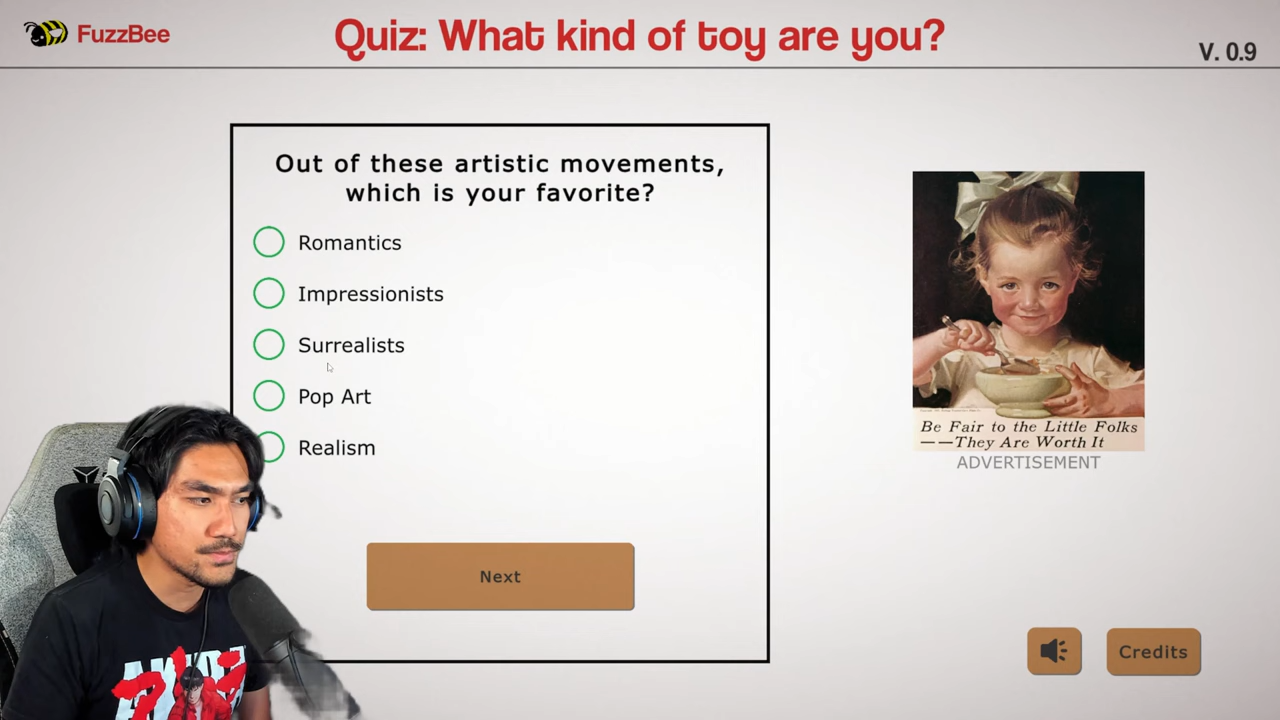 FuzzBee
Quiz: What kind of toy are you?
V. 0.9
Out of these artistic movements,
which is your favorite?
Romantics
Impressionists
Surrealists
Pop Art
Realism
Next
Be Fair to the Little Folks
——They Are Worth It
ADVERTISEMENT
Credits